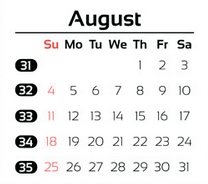 August
Su Mo Tu We Th Fr Sa
31 1 2 3
32 4 5 6 7 8 9 10
33 11 12 13 14 15 16 17
34 18 19 20 21 22 23 24
35 25 26 27 28 29 30 31